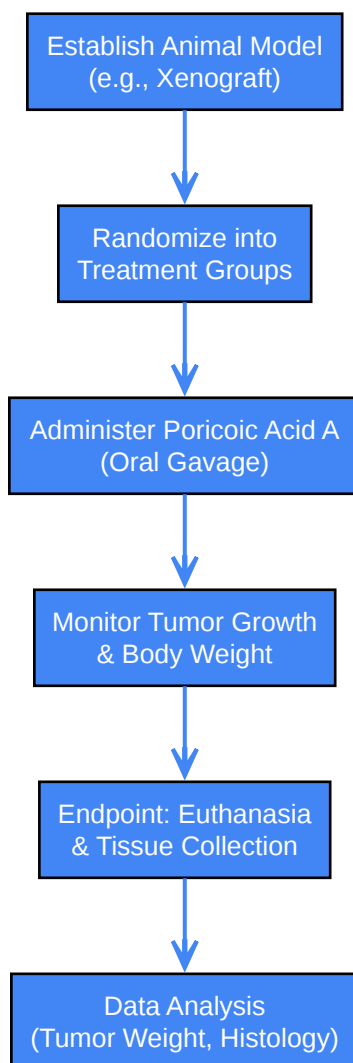 Establish Animal Model
(e.g., Xenograft)
Randomize into
Treatment Groups
Administer Poricoic Acid A
(Oral Gavage)
Monitor Tumor Growth
& Body Weight
Endpoint: Euthanasia
& Tissue Collection
Data Analysis
(Tumor Weight, Histology)